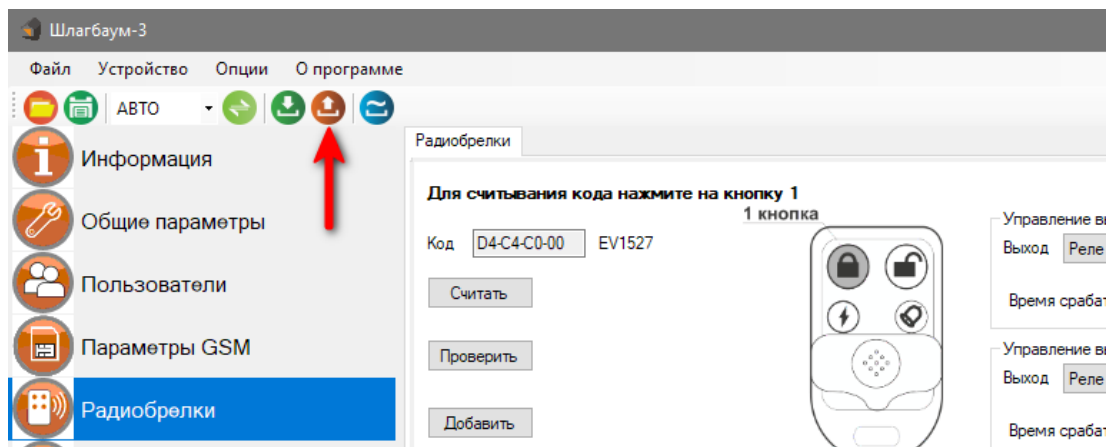 Шлагбаум-3
Файл Устройство Опции О программе
АВТО
Информация
Общие параметры
Пользователи
Параметры GSM
Радиобрелки
Радиобрелки
Для считывания кода нажмите на кнопку 1
1 кнопка
Код D4-C4-C0-00 EV1527
Считать
Проверить
Добавить
Управление
Выход Реле
Время
Управление
Выход Реле
Время